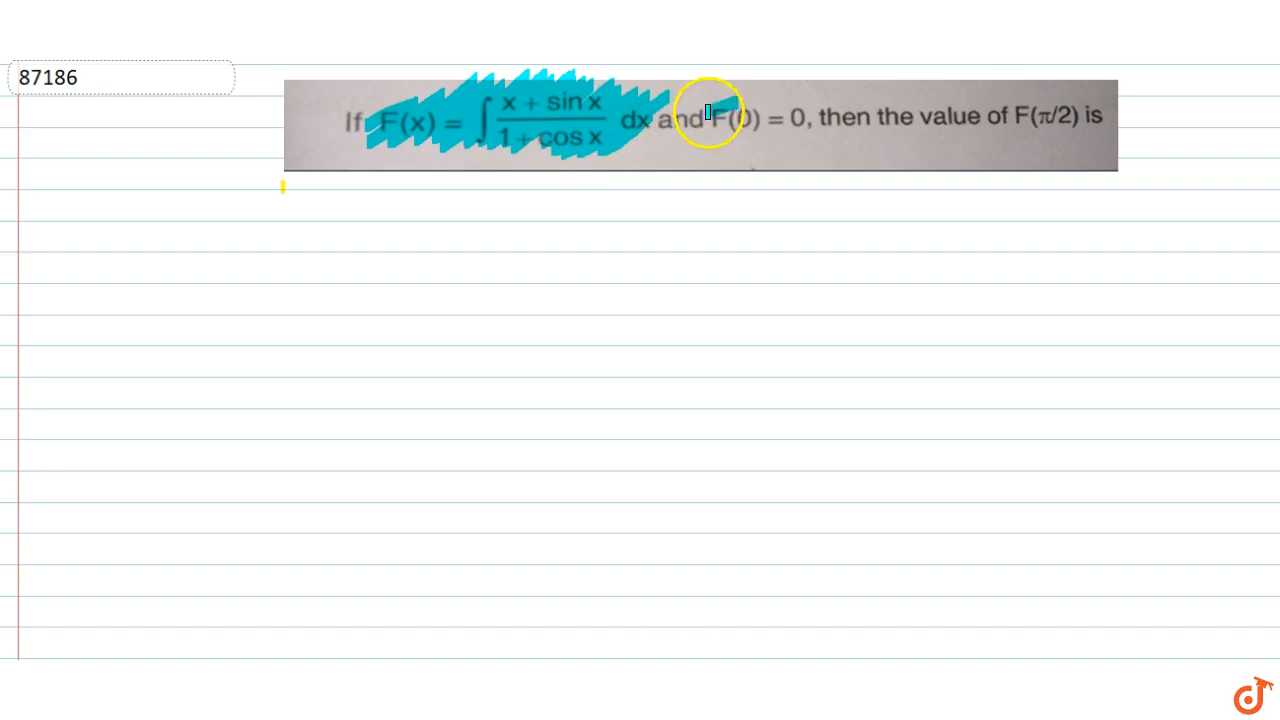 87186
If F(x) = ∫ x + sin x / 1 + cos x dx and F(0) = 0, then the value of F(π/2) is